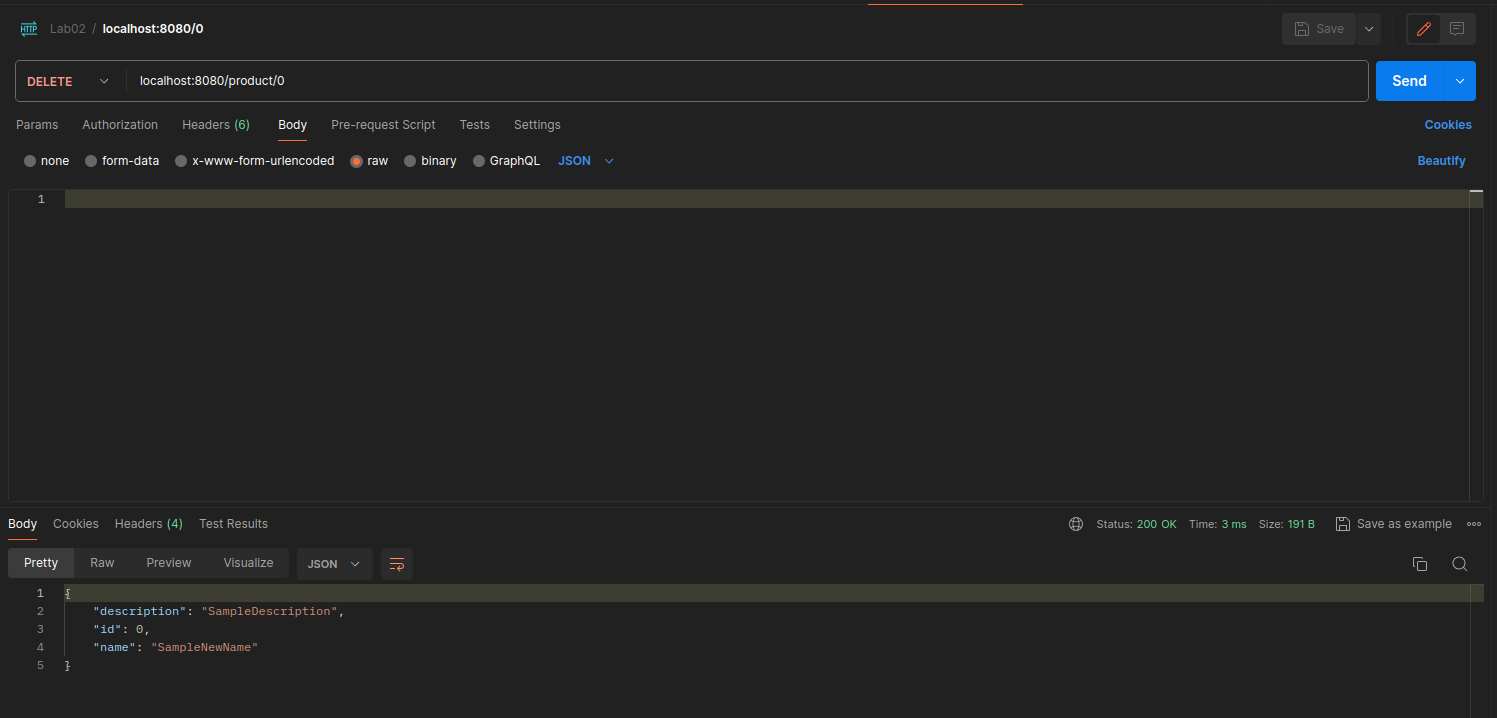 HTTP Lab02 / localhost:8080/0 Save
DELETE localhost:8080/product/0 Send
Params Authorization Headers (6) Body Pre-request Script Tests Settings Cookies
none form-data x-www-form-urlencoded raw binary GraphQL JSON Beautify
1
Body Cookies Headers (4) Test Results Status: 200 OK Time: 3 ms Size: 191 B Save as example
Pretty Raw Preview Visualize JSON
1 {
2 "description": "SampleDescription",
3 "id": 0,
4 "name": "SampleNewName"
5 }